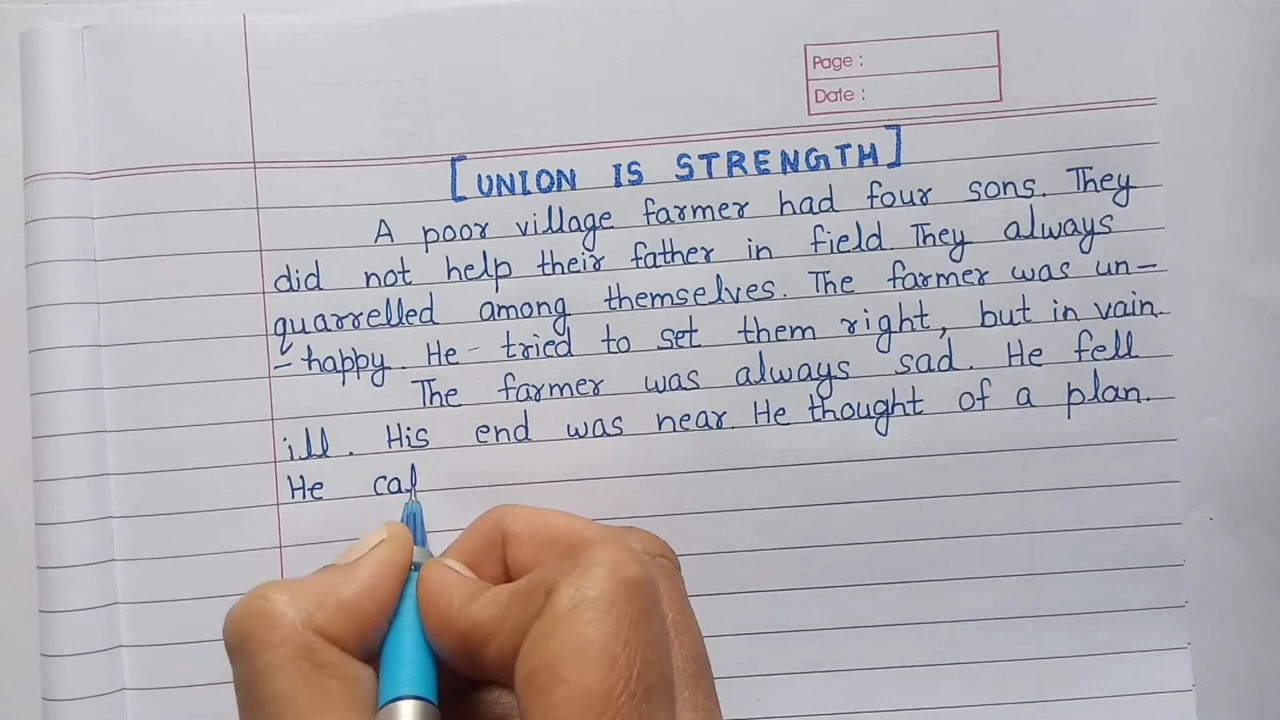 Page :
Date :
[UNION IS STRENGTH]
A poor village farmer had four sons. They
did not help their father in field. They always
quarrelled among themselves. The farmer was un-
- happy. He tried to set them right, but in vain.
The farmer was always sad. He fell
ill. His end was near. He thought of a plan.
He cal